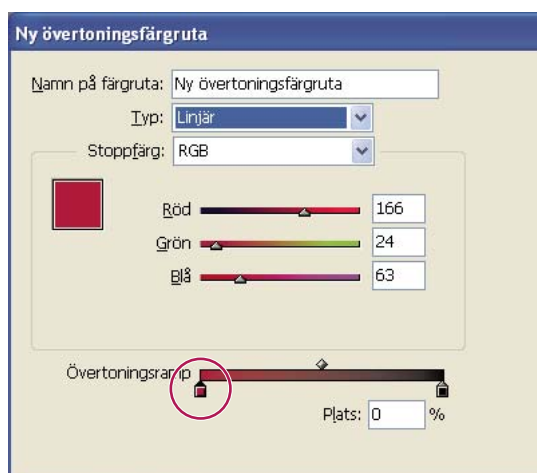 Ny övertoningsfärgruta
Namn på färgruta: Ny övertoningsfärgruta
Typ: Linjär
Stoppfärg: RGB
Röd 166
Grön 24
Blå 63
Övertoningsramp
Plats: 0 %